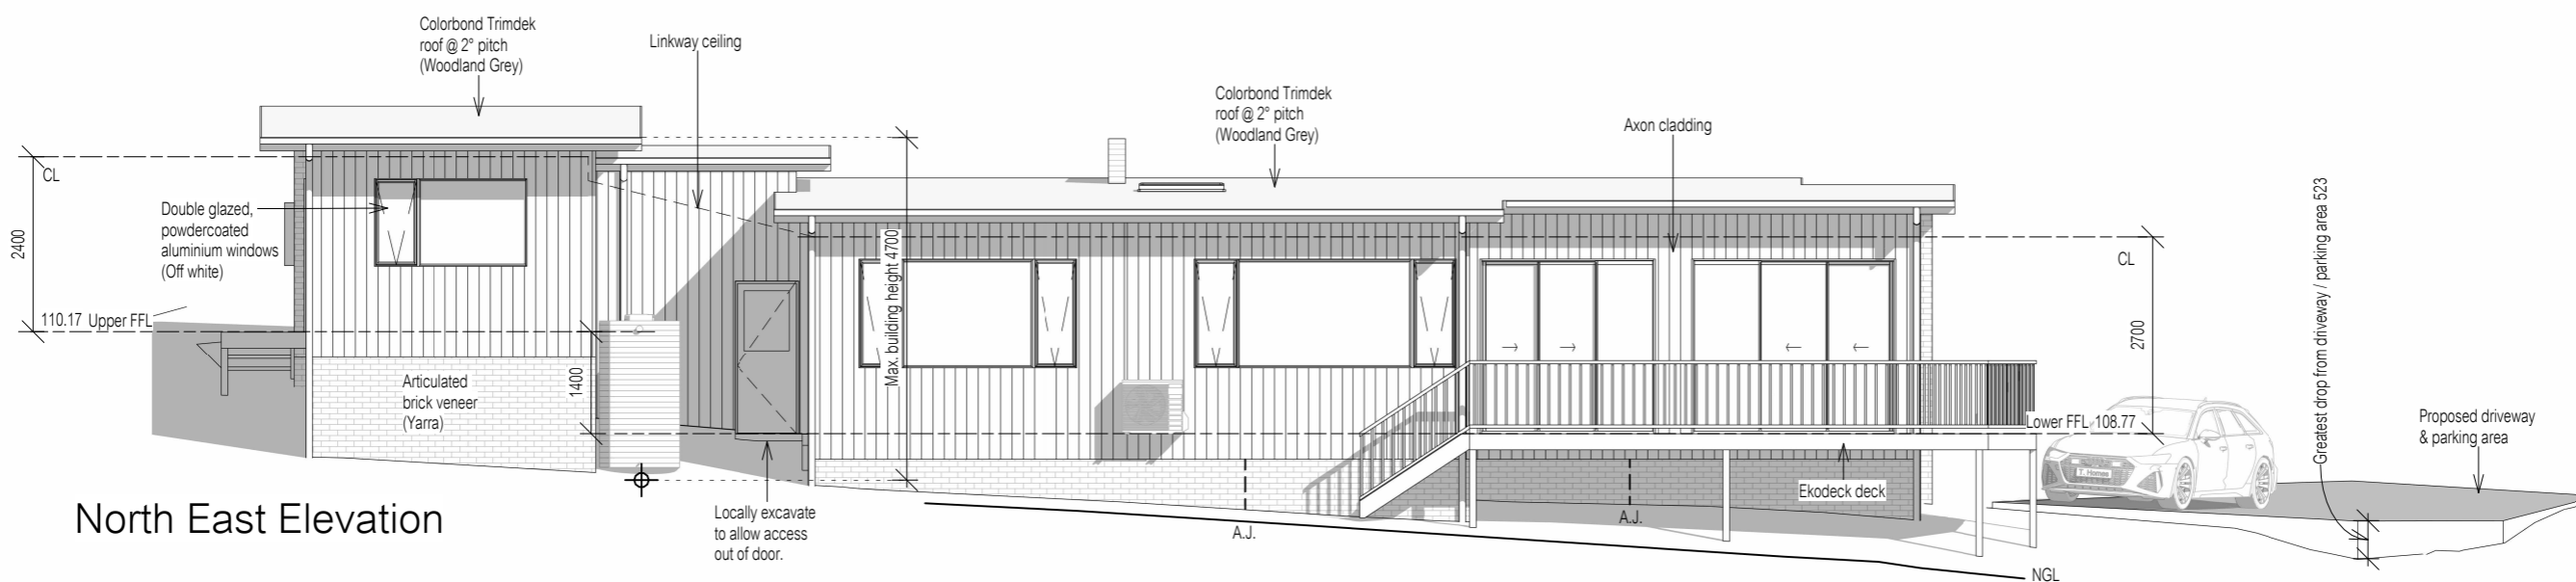 Colorbond Trimdek
roof @ 2° pitch
(Woodland Grey)
Linkway ceiling
Colorbond Trimdek
roof @ 2° pitch
(Woodland Grey)
Axon cladding
CL
2400
Double glazed,
powdercoated
aluminium windows
(Off white)
110.17 Upper FFL
Articulated
brick veneer
(Yarra)
1400
Max. building height 4700
CL
2700
Lower FFL 108.77
T. Homes
Greatest drop from driveway / parking area 523
Proposed driveway
& parking area
Ekodeck deck
Locally excavate
to allow access
out of door.
A.J.
A.J.
NGL
North East Elevation